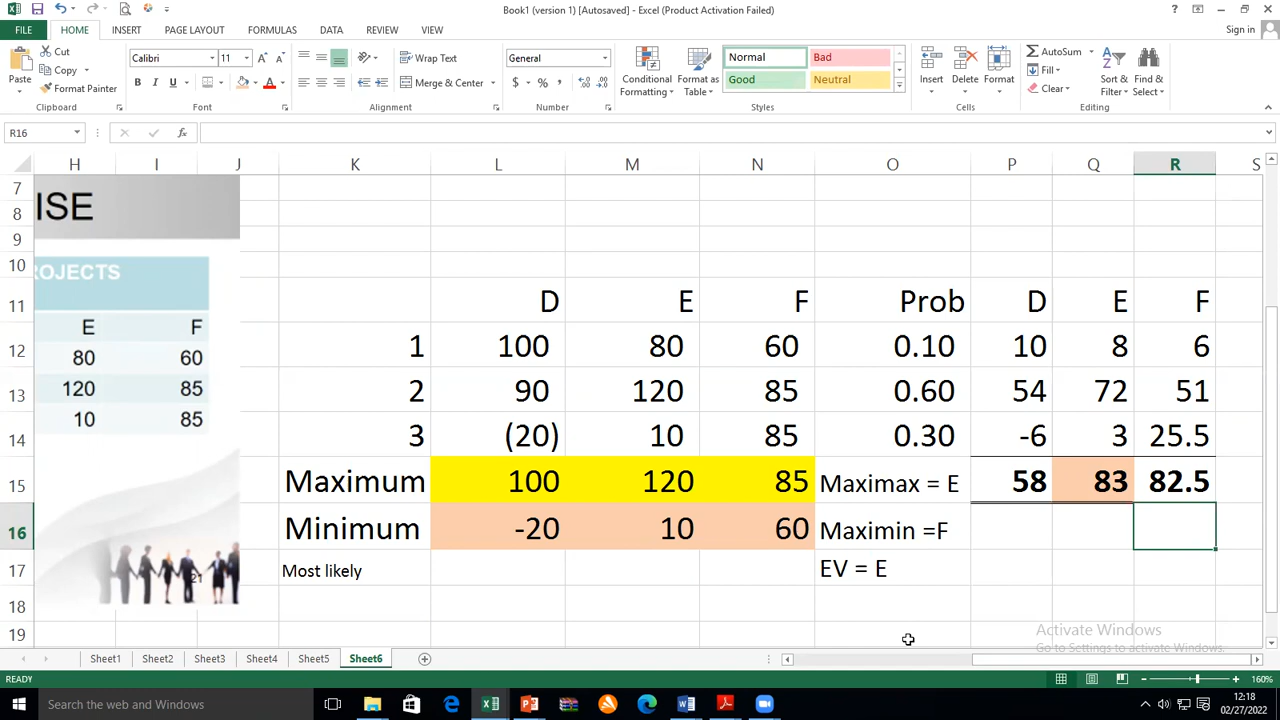 Book1 (version 1) [Autosaved] - Excel (Product Activation Failed)
FILE HOME INSERT PAGE LAYOUT FORMULAS DATA REVIEW VIEW Sign in
Paste Cut Copy Format Painter Clipboard
Calibri 11 B I U Font
Wrap Text Merge & Center Alignment
General $ % , Number
Conditional Formatting Format as Table Normal Bad Good Neutral Styles
Insert Delete Format Cells
AutoSum Fill Clear Sort & Filter Find & Select Editing
R16
H I J K L M N O P Q R S
7
8 ISE
9
10 ROJECTS
11 E F D E F Prob D E F
12 80 60 1 100 80 60 0.10 10 8 6
13 120 85 2 90 120 85 0.60 54 72 51
14 10 85 3 (20) 10 85 0.30 -6 3 25.5
15 Maximum 100 120 85 Maximax = E 58 83 82.5
16 Minimum -20 10 60 Maximin =F
17 21 Most likely EV = E
18
19
Activate Windows
Go to Settings to activate Windows.
Sheet1 Sheet2 Sheet3 Sheet4 Sheet5 Sheet6
READY 160%
Search the web and Windows
12:18
02/27/2022